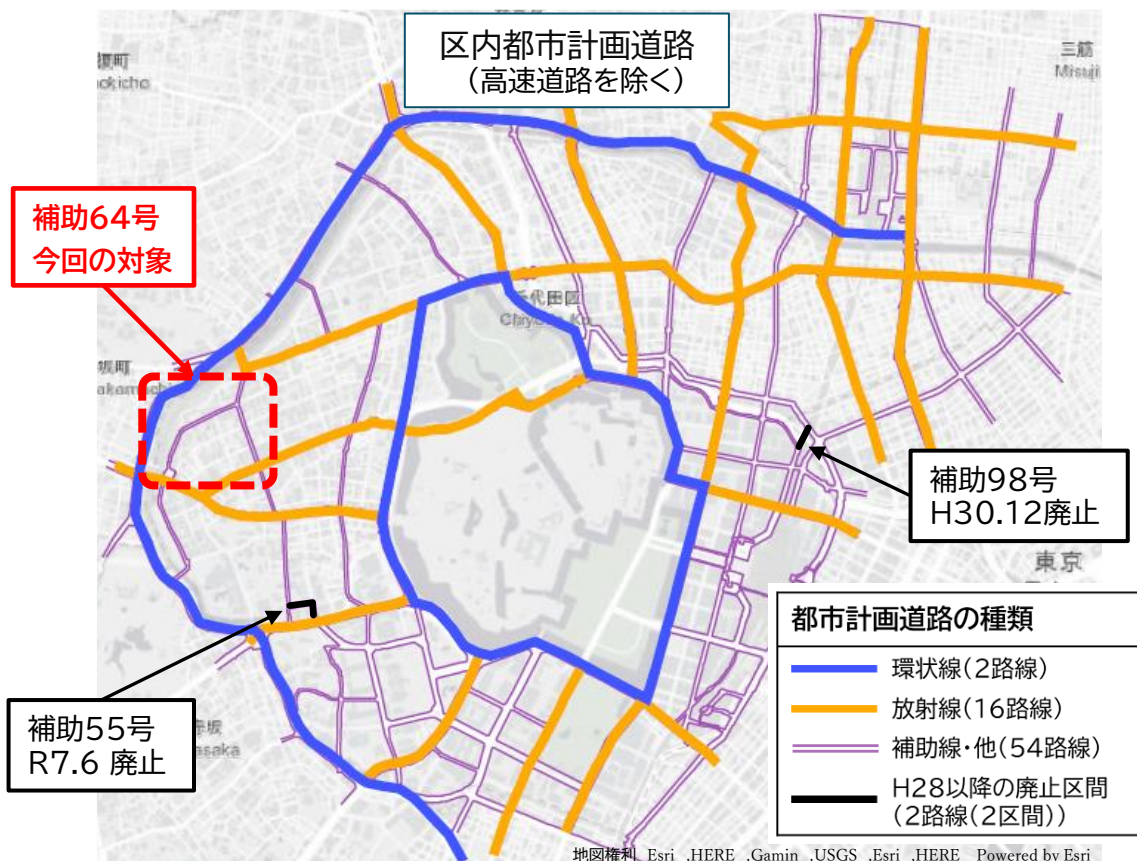 区内都市計画道路
(高速道路を除く)
三筋
Misuji
補助64号
今回の対象
千代田区
Chiyoda Ku
坂町
補助98号
H30.12廃止
東京
都市計画道路の種類
環状線(2路線)
放射線(16路線)
補助線・他(54路線)
H28以降の廃止区間
(2路線(2区間))
補助55号
R7.6 廃止
赤坂
地図権利 Esri ,HERE ,Gamin ,USGS ,Esri ,HERE Powered by Esri